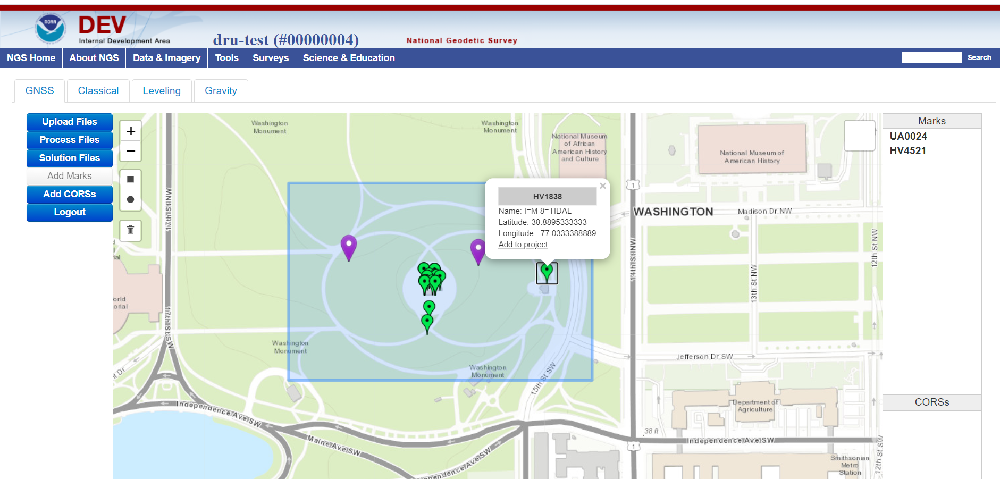 NOAA
DEV
Internal Development Area
dru-test (#00000004)
National Geodetic Survey
NGS Home
About NGS
Data & Imagery
Tools
Surveys
Science & Education
Search
GNSS
Classical
Leveling
Gravity
Upload Files
Process Files
Solution Files
Add Marks
Add CORSs
Logout
+
−
Washington
Monument
Washington
Monument
National Museum
of African
American History
and Culture
National Museum of
American History
1
HV1838
Name: I=M 8=TIDAL
Latitude: 38.8895333333
Longitude: -77.0333388889
Add to project
×
WASHINGTON
Madison Dr NW
17th St NW
14th St NW
13th St NW
12th St NW
17th St SW
Washington
Monument
Washington
Monument
15th St SW
Jefferson Dr SW
Independence Ave SW
Maine Ave SW
Independence Ave SW
Department of
Agriculture
38 ft
1
Independence Ave SW
Smithsonian
Metro
Station
12th St SW
Marks
UA0024
HV4521
CORSs